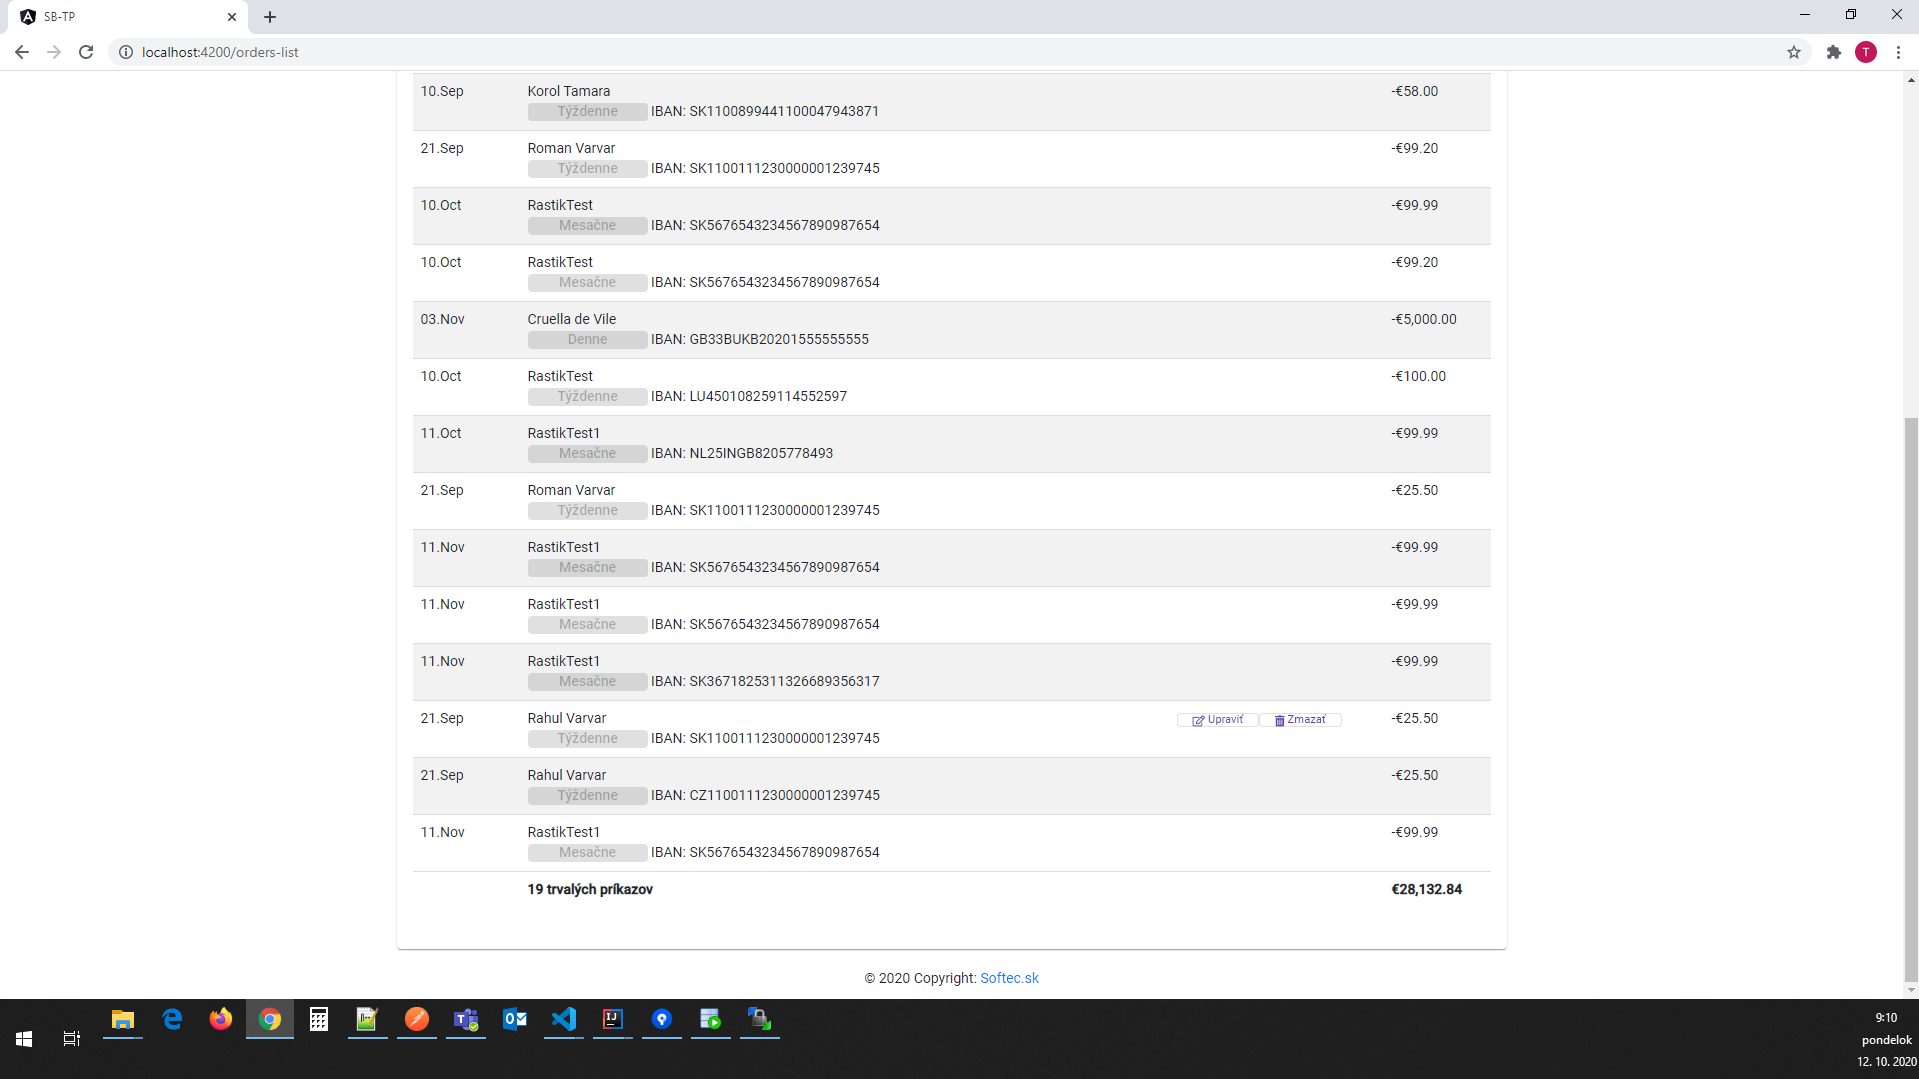 SB-TP
localhost:4200/orders-list
T
10.Sep Korol Tamara -€58.00
Týždenne IBAN: SK1100899441100047943871
21.Sep Roman Varvar -€99.20
Týždenne IBAN: SK1100111230000001239745
10.Oct RastikTest -€99.99
Mesačne IBAN: SK5676543234567890987654
10.Oct RastikTest -€99.20
Mesačne IBAN: SK5676543234567890987654
03.Nov Cruella de Vile -€5,000.00
Denne IBAN: GB33BUKB20201555555555
10.Oct RastikTest -€100.00
Týždenne IBAN: LU450108259114552597
11.Oct RastikTest1 -€99.99
Mesačne IBAN: NL25INGB8205778493
21.Sep Roman Varvar -€25.50
Týždenne IBAN: SK1100111230000001239745
11.Nov RastikTest1 -€99.99
Mesačne IBAN: SK5676543234567890987654
11.Nov RastikTest1 -€99.99
Mesačne IBAN: SK5676543234567890987654
11.Nov RastikTest1 -€99.99
Mesačne IBAN: SK3671825311326689356317
21.Sep Rahul Varvar Upraviť Zmazať -€25.50
Týždenne IBAN: SK1100111230000001239745
21.Sep Rahul Varvar -€25.50
Týždenne IBAN: CZ1100111230000001239745
11.Nov RastikTest1 -€99.99
Mesačne IBAN: SK5676543234567890987654
19 trvalých príkazov €28,132.84
© 2020 Copyright: Softec.sk
9:10
pondelok
12. 10. 2020